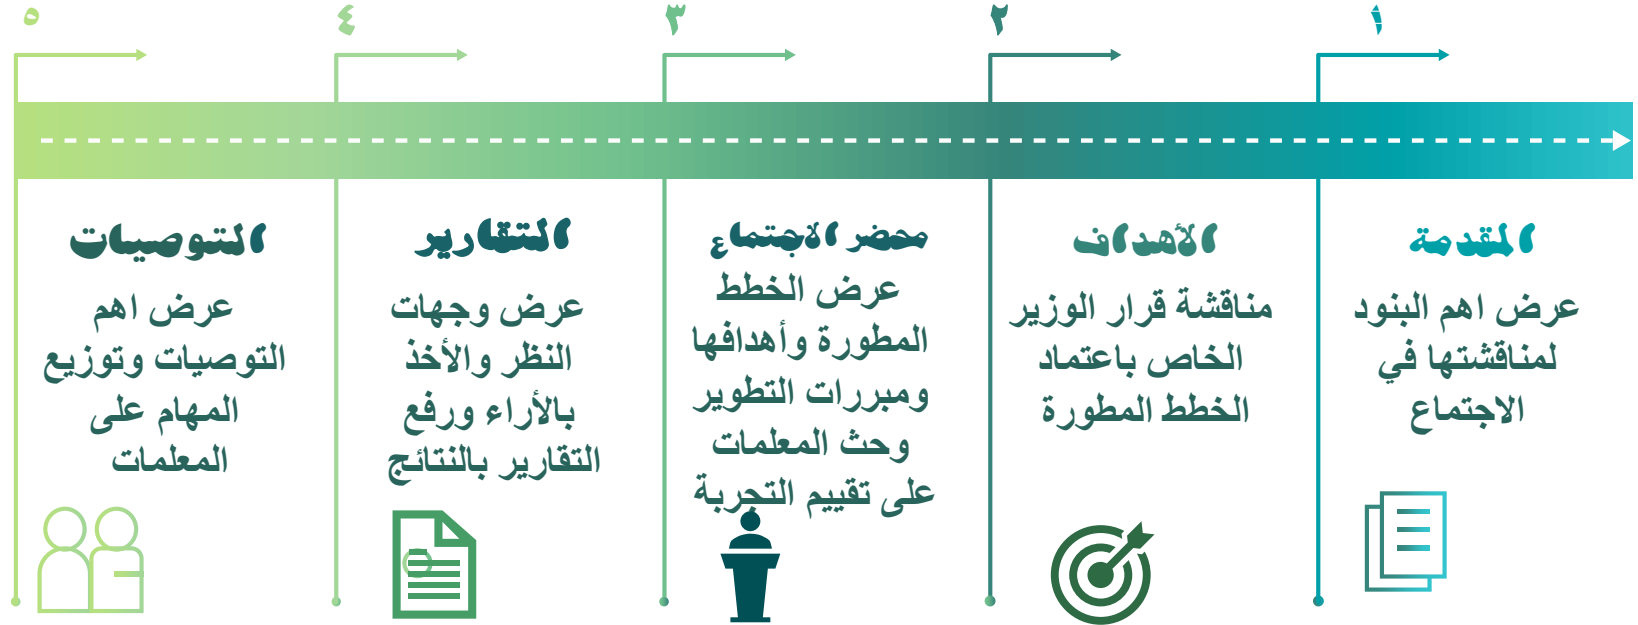 ١
المقدمة
عرض اهم البنود
لمناقشتها في
الاجتماع
٢
الأهداف
مناقشة قرار الوزير
الخاص باعتماد
الخطط المطورة
٣
محضر الاجتماع
عرض الخطط
المطورة وأهدافها
ومبررات التطوير
وحث المعلمات
على تقييم التجربة
٤
التقارير
عرض وجهات
النظر والأخذ
بالأراء ورفع
التقارير بالنتائج
٥
التوصيات
عرض اهم
التوصيات وتوزيع
المهام على
المعلمات